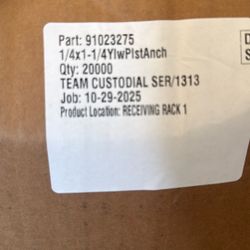 Part: 91023275
1/4x1-1/4YlwPlstAnch
Qty: 20000
TEAM CUSTODIAL SER/1313
Job: 10-29-2025
Product Location: RECEIVING RACK 1
D
S